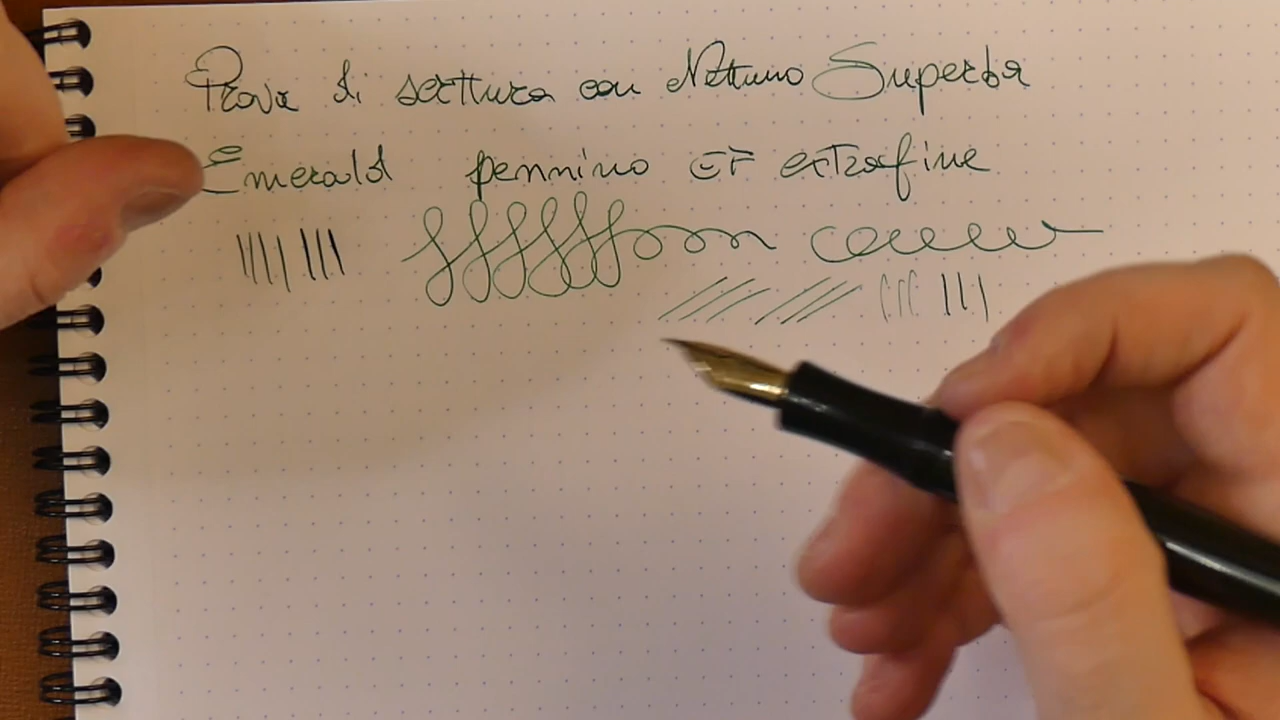 Prova di scrittura con Nettuno Superba
Emerald pennino EF extrafine